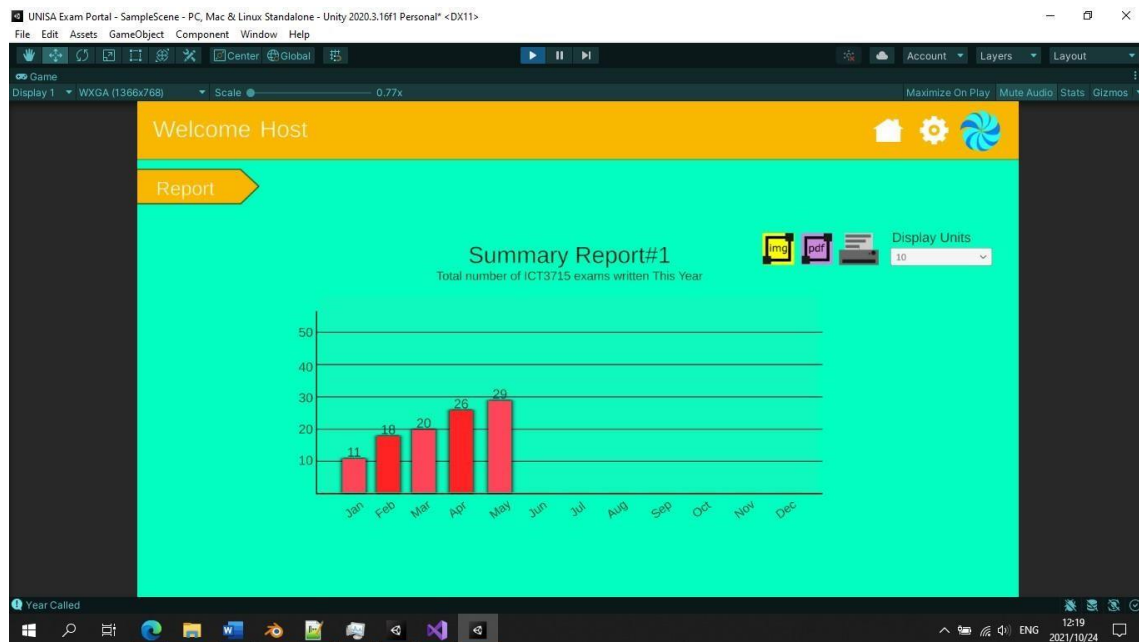 UNISA Exam Portal - SampleScene - PC, Mac & Linux Standalone - Unity 2020.3.16f1 Personal* <DX11>
File Edit Assets GameObject Component Window Help
Center Global Account Layers Layout
Game
Display 1 WXGA (1366x768) Scale 0.77x Maximize On Play Mute Audio Stats Gizmos
Welcome Host
Report
img pdf
Display Units
10
Summary Report#1
Total number of ICT3715 exams written This Year
50
40
30
20
10
11 18 20 26 29
Jan Feb Mar Apr May Jun Jul Aug Sep Oct Nov Dec
Year Called
ENG
12:19
2021/10/24